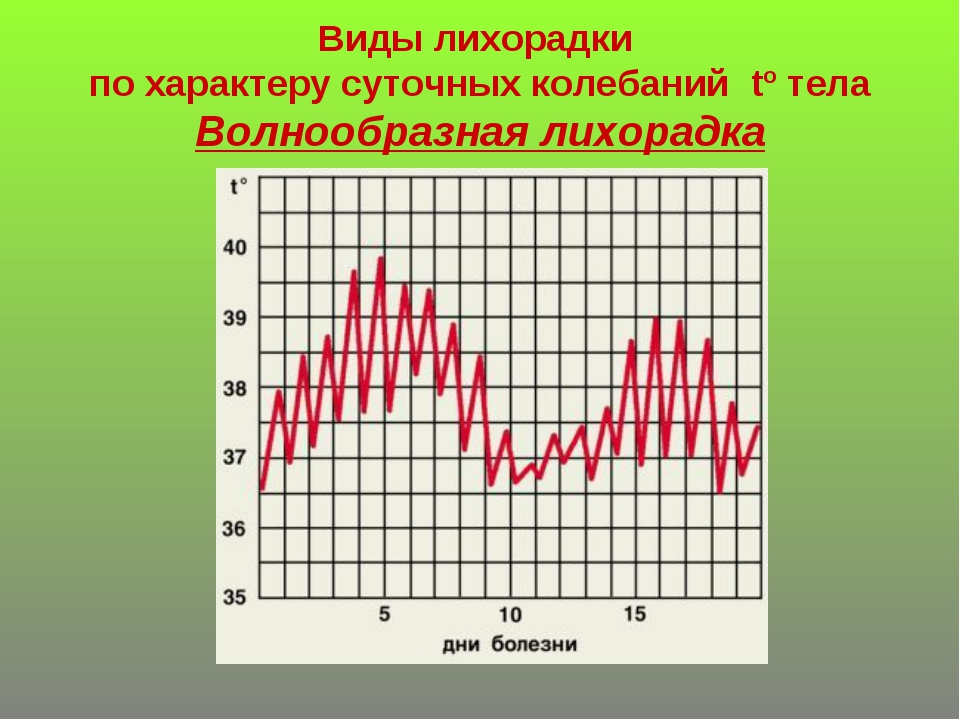 Виды лихорадки
по характеру суточных колебаний tº тела
Волнообразная лихорадка
t°
40
39
38
37
36
35
5 10 15
дни болезни